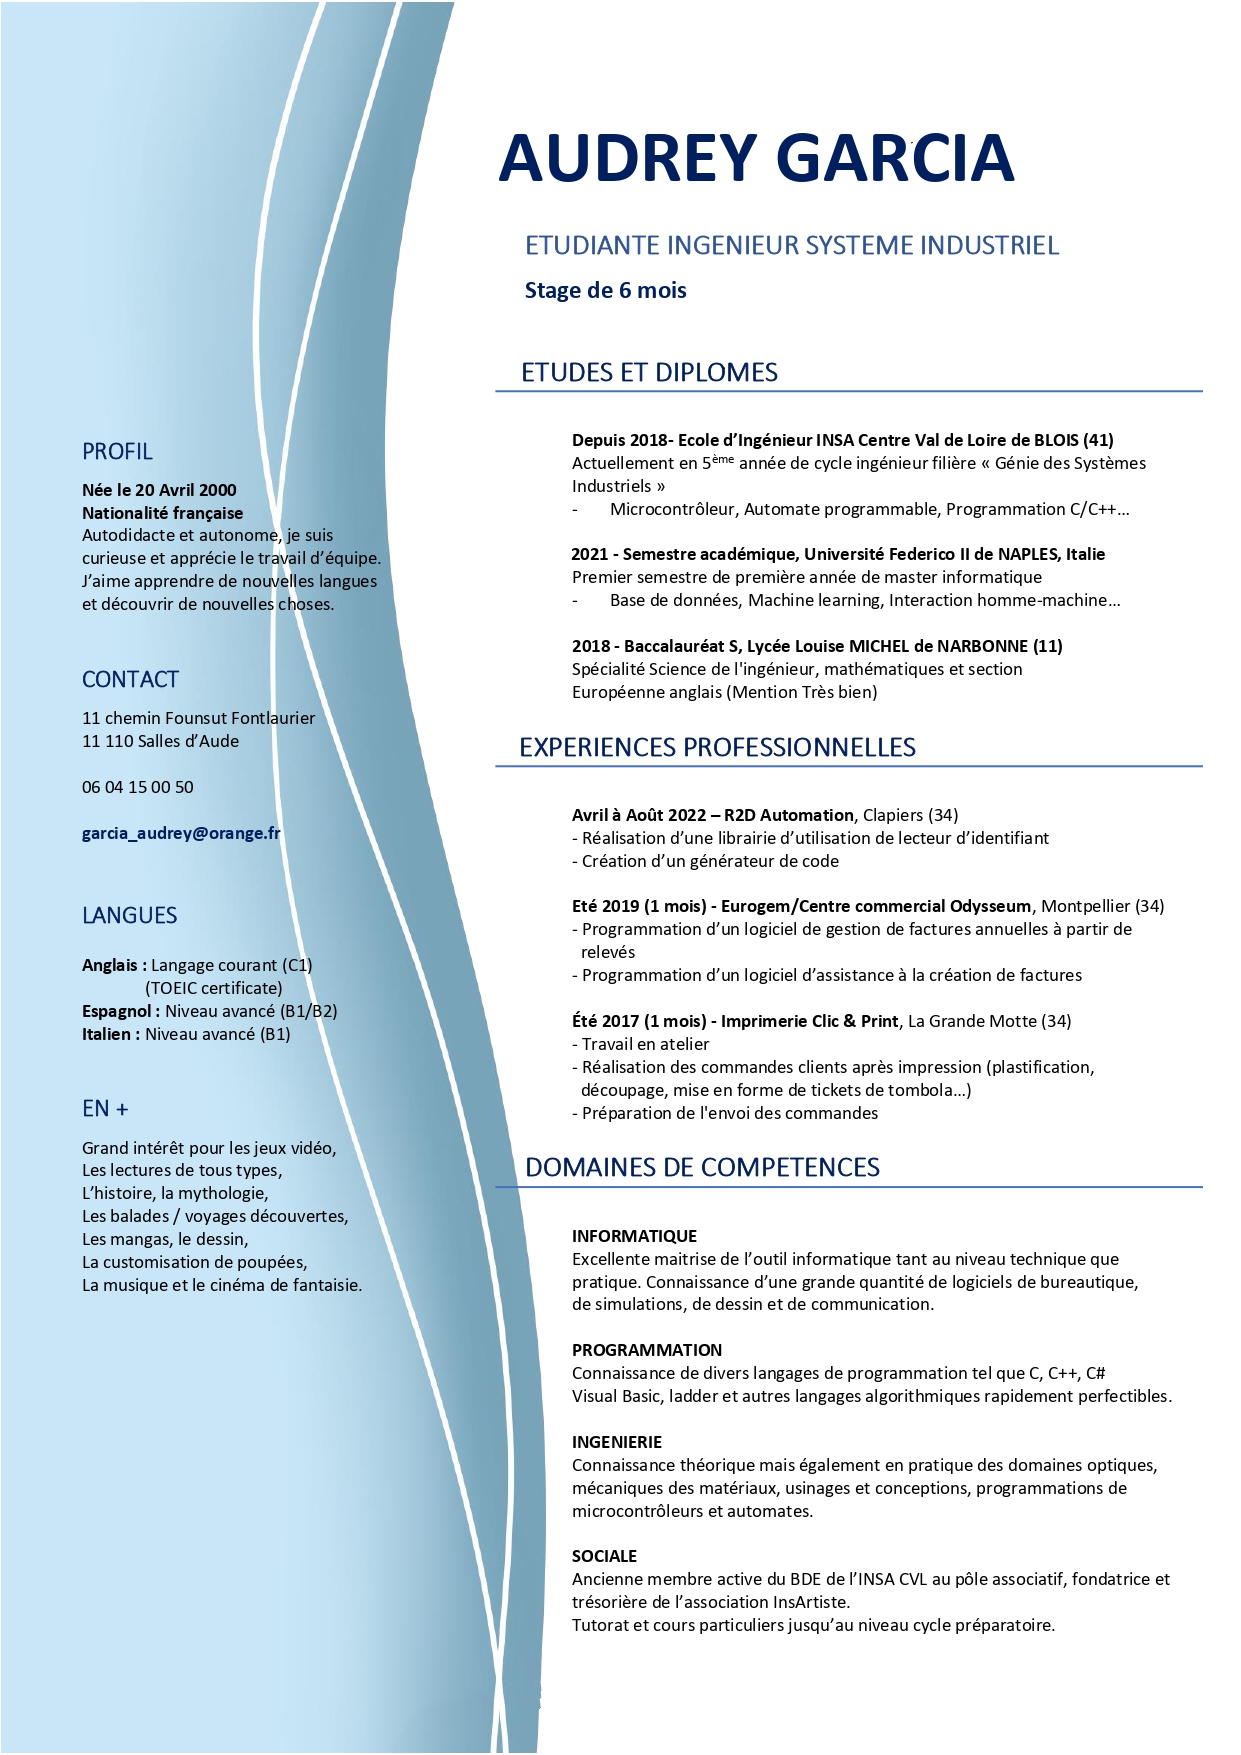 AUDREY GARCIA
ETUDIANTE INGENIEUR SYSTEME INDUSTRIEL
Stage de 6 mois
PROFIL
Née le 20 Avril 2000
Nationalité française
Autodidacte et autonome, je suis
curieuse et apprécie le travail d’équipe.
J’aime apprendre de nouvelles langues
et découvrir de nouvelles choses.
CONTACT
11 chemin Founsut Fontlaurier
11 110 Salles d’Aude
06 04 15 00 50
garcia_audrey@orange.fr
LANGUES
Anglais : Langage courant (C1)
(TOEIC certificate)
Espagnol : Niveau avancé (B1/B2)
Italien : Niveau avancé (B1)
EN +
Grand intérêt pour les jeux vidéo,
Les lectures de tous types,
L’histoire, la mythologie,
Les balades / voyages découvertes,
Les mangas, le dessin,
La customisation de poupées,
La musique et le cinéma de fantaisie.
ETUDES ET DIPLOMES
Depuis 2018- Ecole d’Ingénieur INSA Centre Val de Loire de BLOIS (41)
Actuellement en 5ème année de cycle ingénieur filière « Génie des Systèmes
Industriels »
- Microcontrôleur, Automate programmable, Programmation C/C++…
2021 - Semestre académique, Université Federico II de NAPLES, Italie
Premier semestre de première année de master informatique
- Base de données, Machine learning, Interaction homme-machine…
2018 - Baccalauréat S, Lycée Louise MICHEL de NARBONNE (11)
Spécialité Science de l'ingénieur, mathématiques et section
Européenne anglais (Mention Très bien)
EXPERIENCES PROFESSIONNELLES
Avril à Août 2022 – R2D Automation, Clapiers (34)
- Réalisation d’une librairie d’utilisation de lecteur d’identifiant
- Création d’un générateur de code
Eté 2019 (1 mois) - Eurogem/Centre commercial Odysseum, Montpellier (34)
- Programmation d’un logiciel de gestion de factures annuelles à partir de
relevés
- Programmation d’un logiciel d’assistance à la création de factures
Été 2017 (1 mois) - Imprimerie Clic & Print, La Grande Motte (34)
- Travail en atelier
- Réalisation des commandes clients après impression (plastification,
découpage, mise en forme de tickets de tombola…)
- Préparation de l'envoi des commandes
DOMAINES DE COMPETENCES
INFORMATIQUE
Excellente maitrise de l’outil informatique tant au niveau technique que
pratique. Connaissance d’une grande quantité de logiciels de bureautique,
de simulations, de dessin et de communication.
PROGRAMMATION
Connaissance de divers langages de programmation tel que C, C++, C#
Visual Basic, ladder et autres langages algorithmiques rapidement perfectibles.
INGENIERIE
Connaissance théorique mais également en pratique des domaines optiques,
mécaniques des matériaux, usinages et conceptions, programmations de
microcontrôleurs et automates.
SOCIALE
Ancienne membre active du BDE de l’INSA CVL au pôle associatif, fondatrice et
trésorière de l’association InsArtiste.
Tutorat et cours particuliers jusqu’au niveau cycle préparatoire.